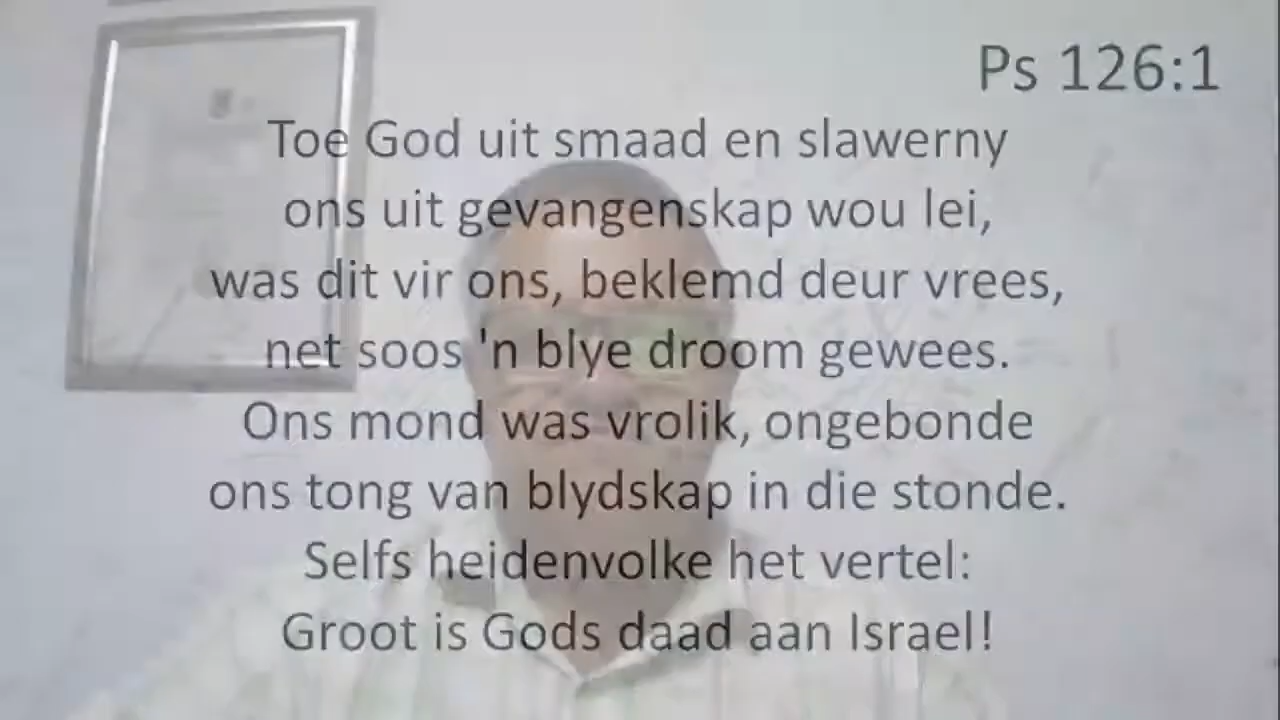 Ps 126:1
Toe God uit smaad en slawerny
ons uit gevangenskap wou lei,
was dit vir ons, beklemd deur vrees,
net soos 'n blye droom gewees.
Ons mond was vrolik, ongebonde
ons tong van blydskap in die stonde.
Selfs heidenvolke het vertel:
Groot is Gods daad aan Israel!